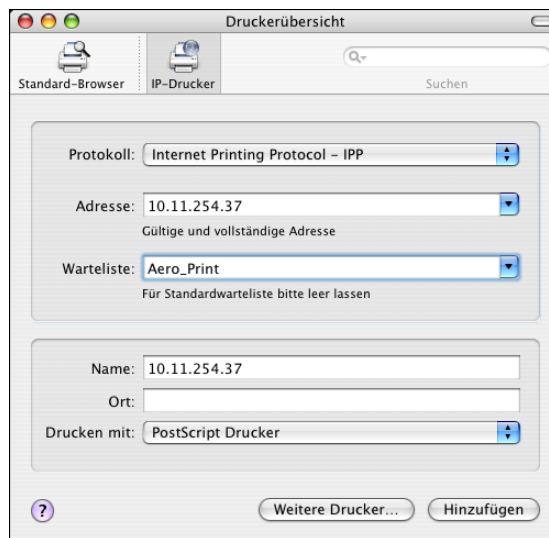 Druckerübersicht
Standard-Browser
IP-Drucker
Suchen
Protokoll: Internet Printing Protocol – IPP
Adresse: 10.11.254.37
Gültige und vollständige Adresse
Warteliste: Aero_Print
Für Standardwarteliste bitte leer lassen
Name: 10.11.254.37
Ort:
Drucken mit: PostScript Drucker
? Weitere Drucker... Hinzufügen